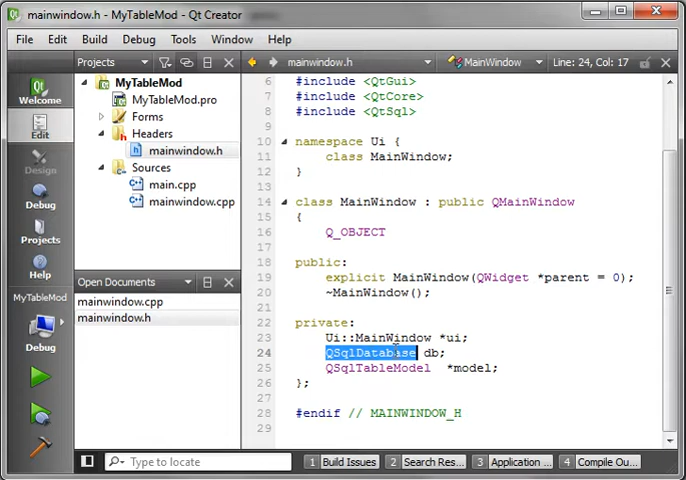 mainwindow.h - MyTableMod - Qt Creator
File Edit Build Debug Tools Window Help
Projects
mainwindow.h
MainWindow
Line: 24, Col: 17
Welcome
Edit
Design
Debug
Projects
Help
MyTableMod
Debug
MyTableMod
MyTableMod.pro
Forms
Headers
mainwindow.h
Sources
main.cpp
mainwindow.cpp
Open Documents
mainwindow.cpp
mainwindow.h
6 #include <QtGui>
7 #include <QtCore>
8 #include <QtSql>
9
10 namespace Ui {
11 class MainWindow;
12 }
13
14 class MainWindow : public QMainWindow
15 {
16 Q_OBJECT
17
18 public:
19 explicit MainWindow(QWidget *parent = 0);
20 ~MainWindow();
21
22 private:
23 Ui::MainWindow *ui;
24 QSqlDatabase db;
25 QSqlTableModel *model;
26 };
27
28 #endif // MAINWINDOW_H
29
Type to locate
1 Build Issues
2 Search Res...
3 Application ...
4 Compile Ou...